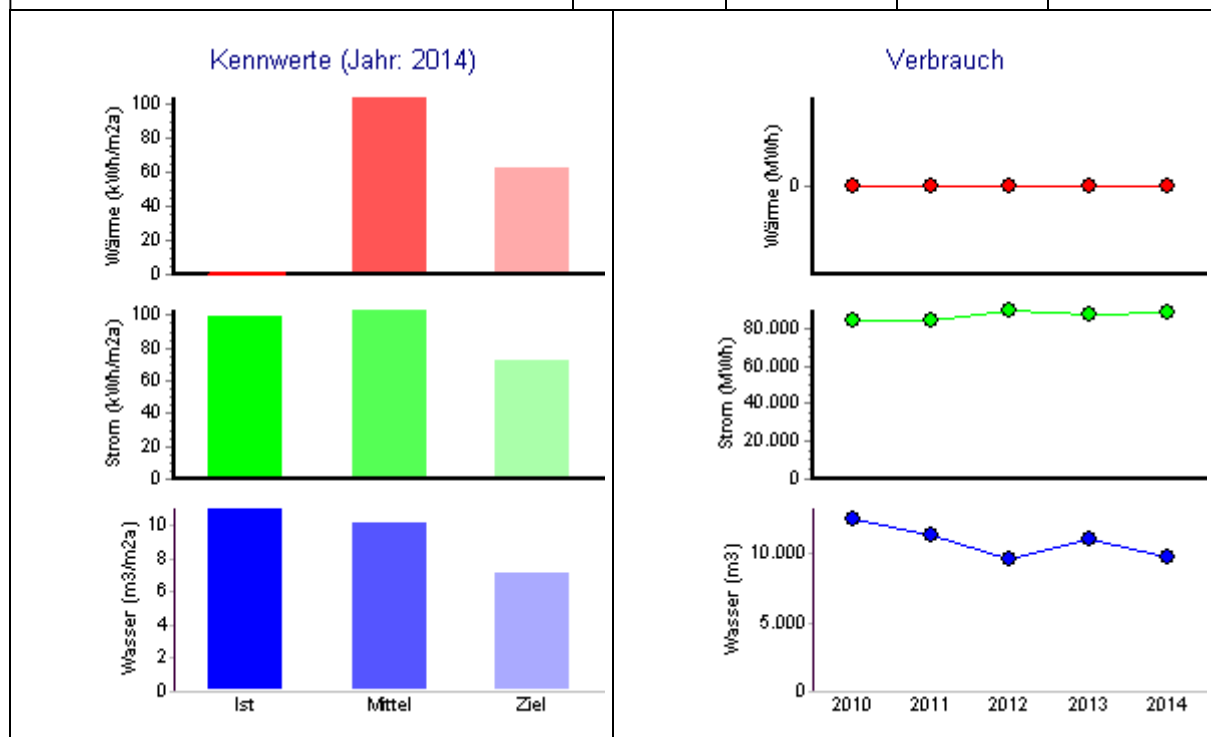 Kennwerte (Jahr: 2014)
Wärme (kWh/m2a)
100
80
60
40
20
0
Strom (kWh/m2a)
100
80
60
40
20
0
Wasser (m3/m2a)
10
8
6
4
2
0
Ist Mittel Ziel
Verbrauch
Wärme (MWh)
0
Strom (MWh)
80.000
60.000
40.000
20.000
0
Wasser (m3)
10.000
5.000
0
2010 2011 2012 2013 2014